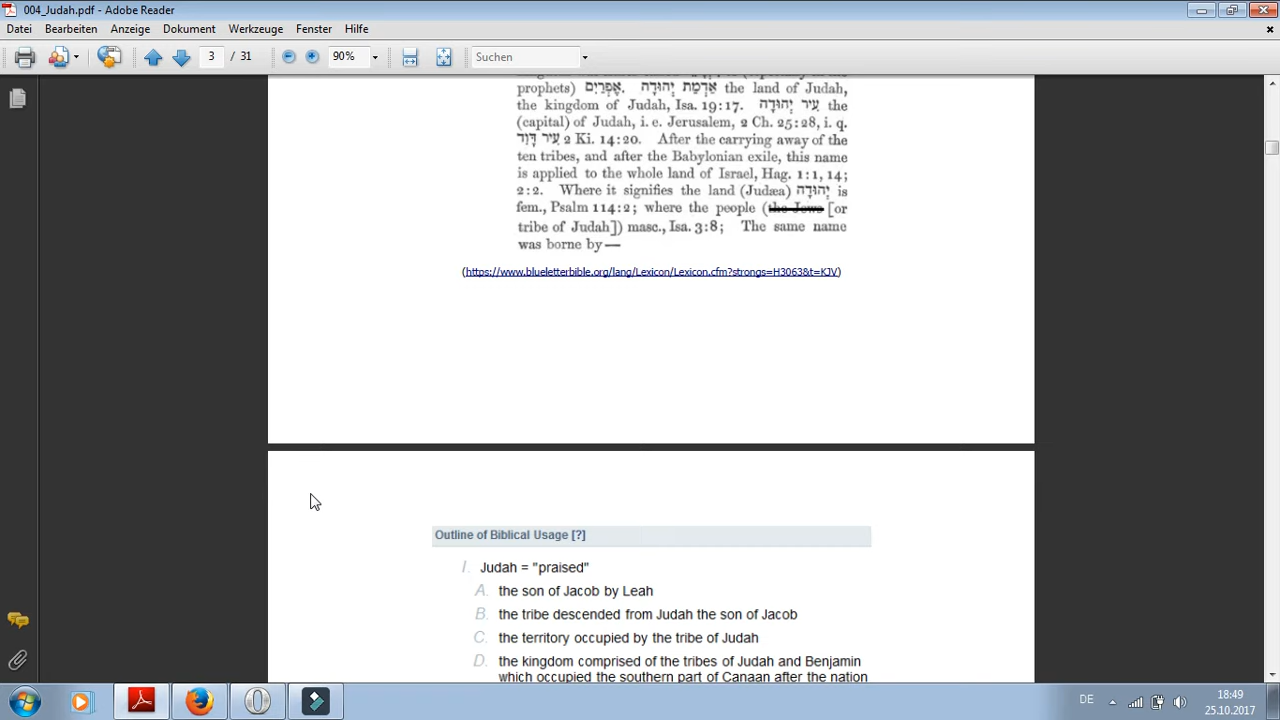 004_Judah.pdf - Adobe Reader
Datei Bearbeiten Anzeige Dokument Werkzeuge Fenster Hilfe
3 / 31 90% Suchen
prophets) אֶפְרַיִם. אַדְמַת יְהוּדָה the land of Judah,
the kingdom of Judah, Isa. 19:17. עִיר יְהוּדָה the
(capital) of Judah, i. e. Jerusalem, 2 Ch. 25:28, i. q.
עִיר דָּוִד 2 Ki. 14:20. After the carrying away of the
ten tribes, and after the Babylonian exile, this name
is applied to the whole land of Israel, Hag. 1:1, 14;
2:2. Where it signifies the land (Judæa) יְהוּדָה is
fem., Psalm 114:2; where the people (the Jews [or
tribe of Judah]) masc., Isa. 3:8; The same name
was borne by—
(https://www.blueletterbible.org/lang/Lexicon/Lexicon.cfm?strongs=H3063&t=KJV)
Outline of Biblical Usage [?]
I. Judah = "praised"
A. the son of Jacob by Leah
B. the tribe descended from Judah the son of Jacob
C. the territory occupied by the tribe of Judah
D. the kingdom comprised of the tribes of Judah and Benjamin
which occupied the southern part of Canaan after the nation
DE 18:49
25.10.2017